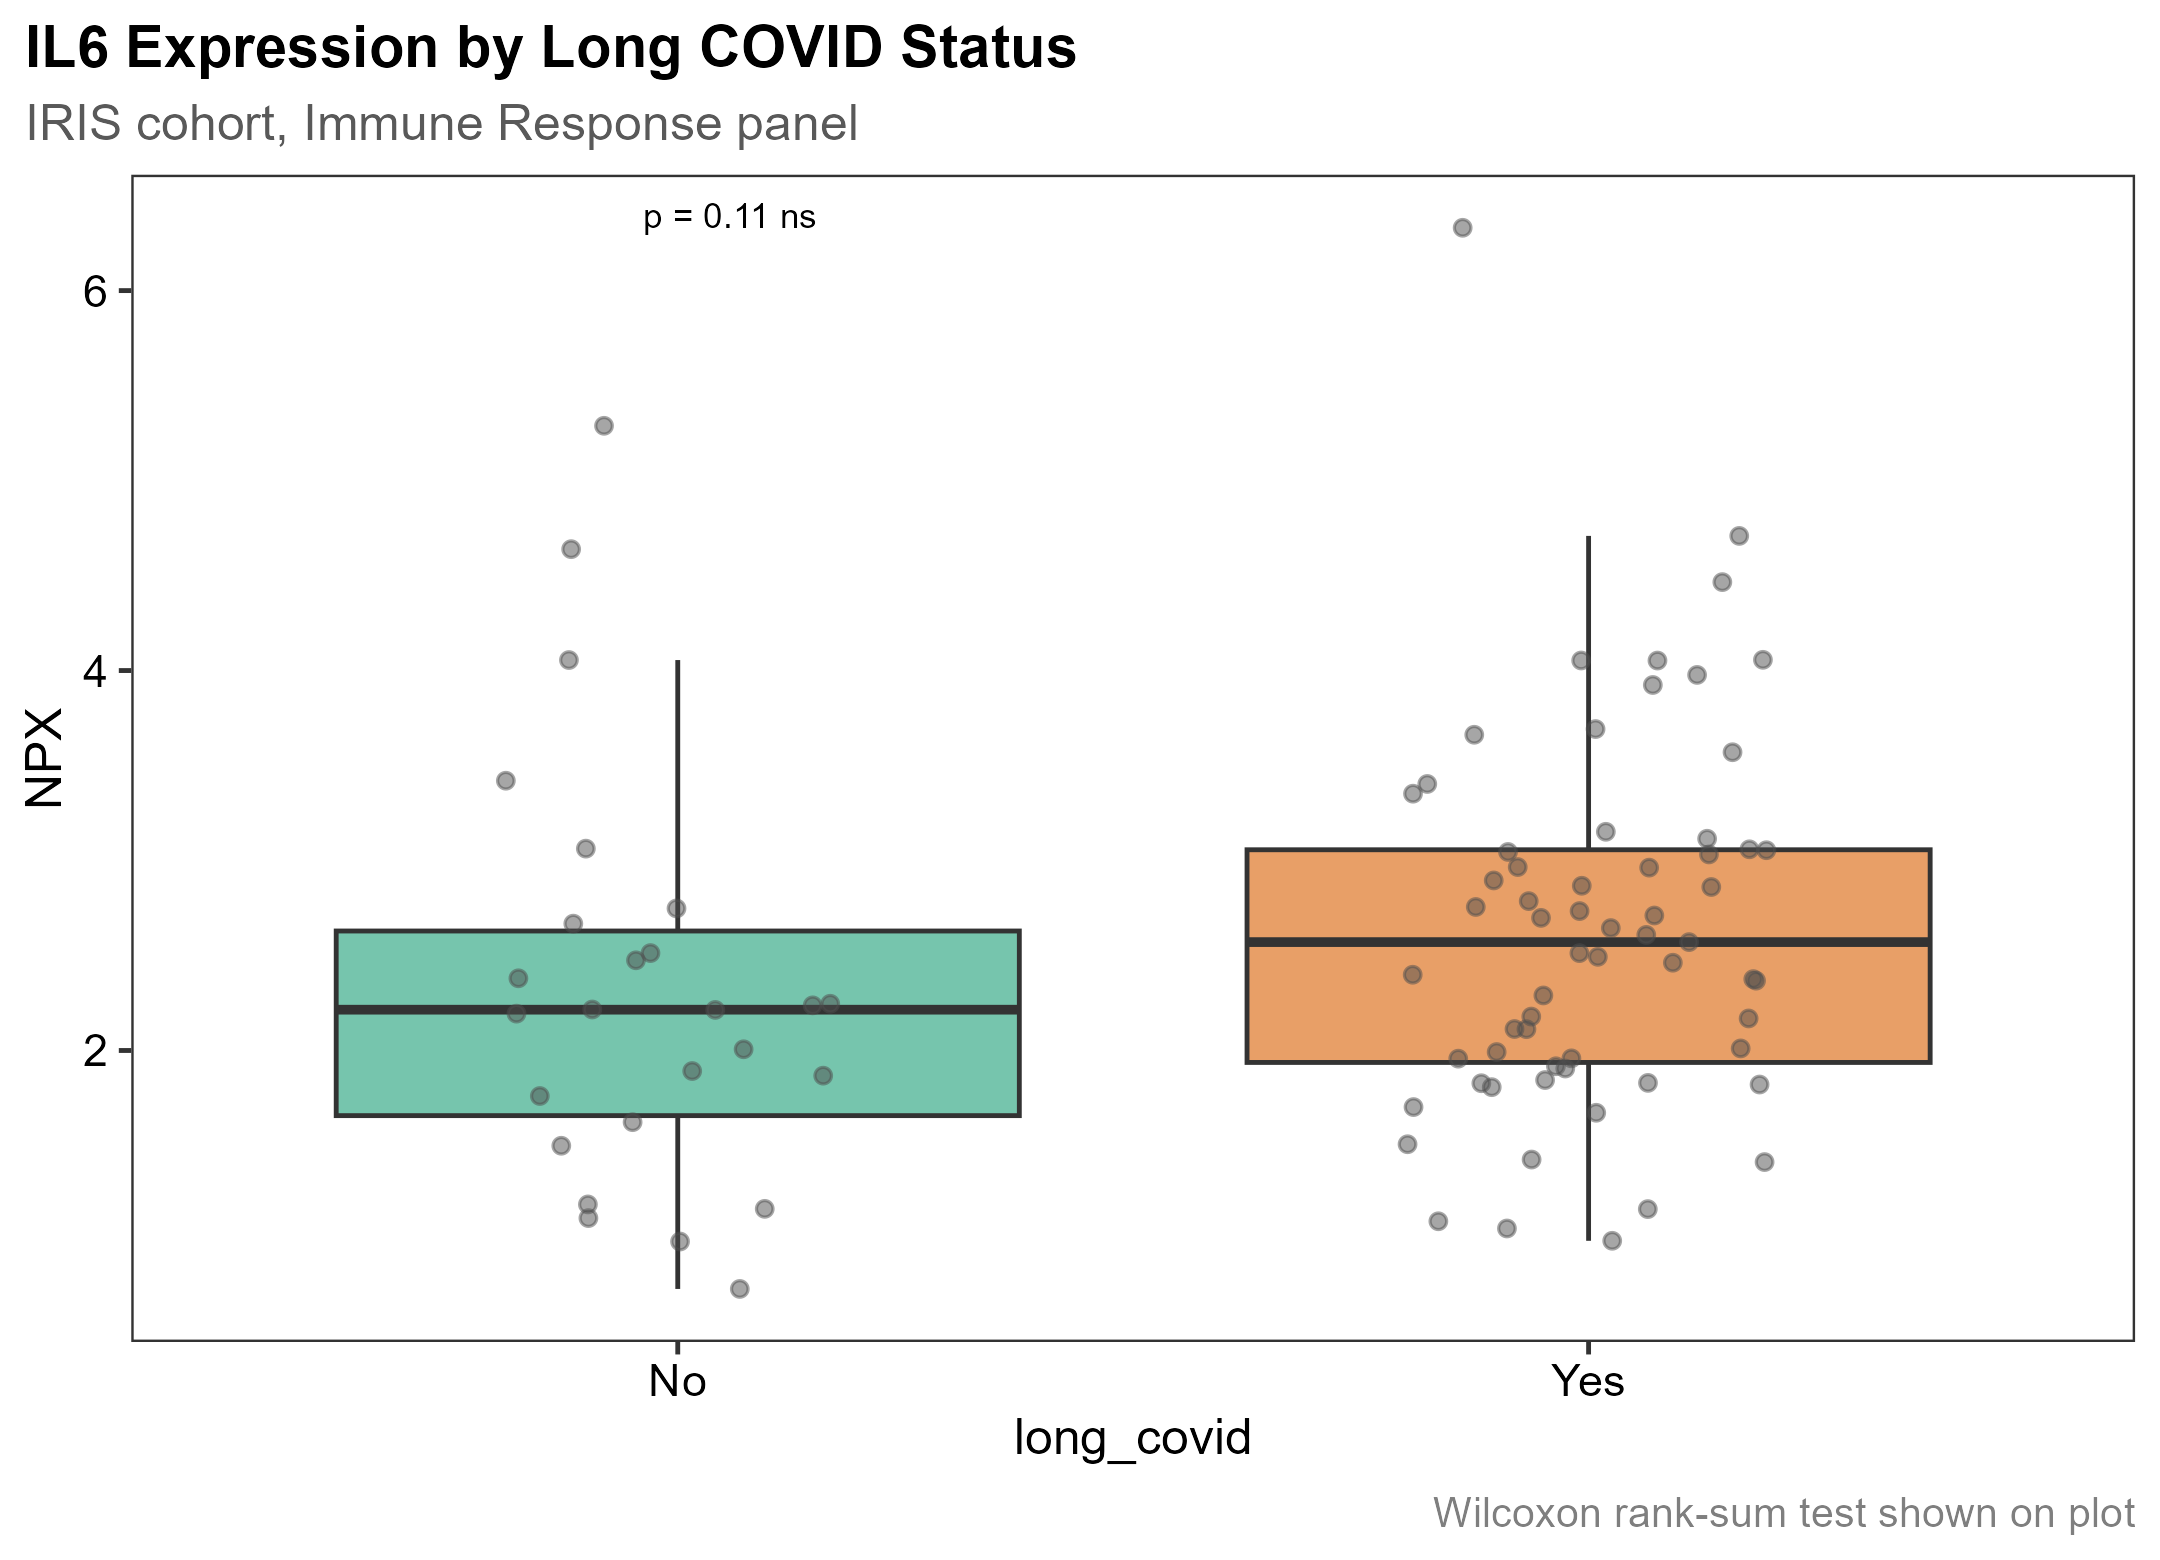 IL6 Expression by Long COVID Status
IRIS cohort, Immune Response panel
p = 0.11 ns
6
4
2
NPX
No
Yes
long_covid
Wilcoxon rank-sum test shown on plot